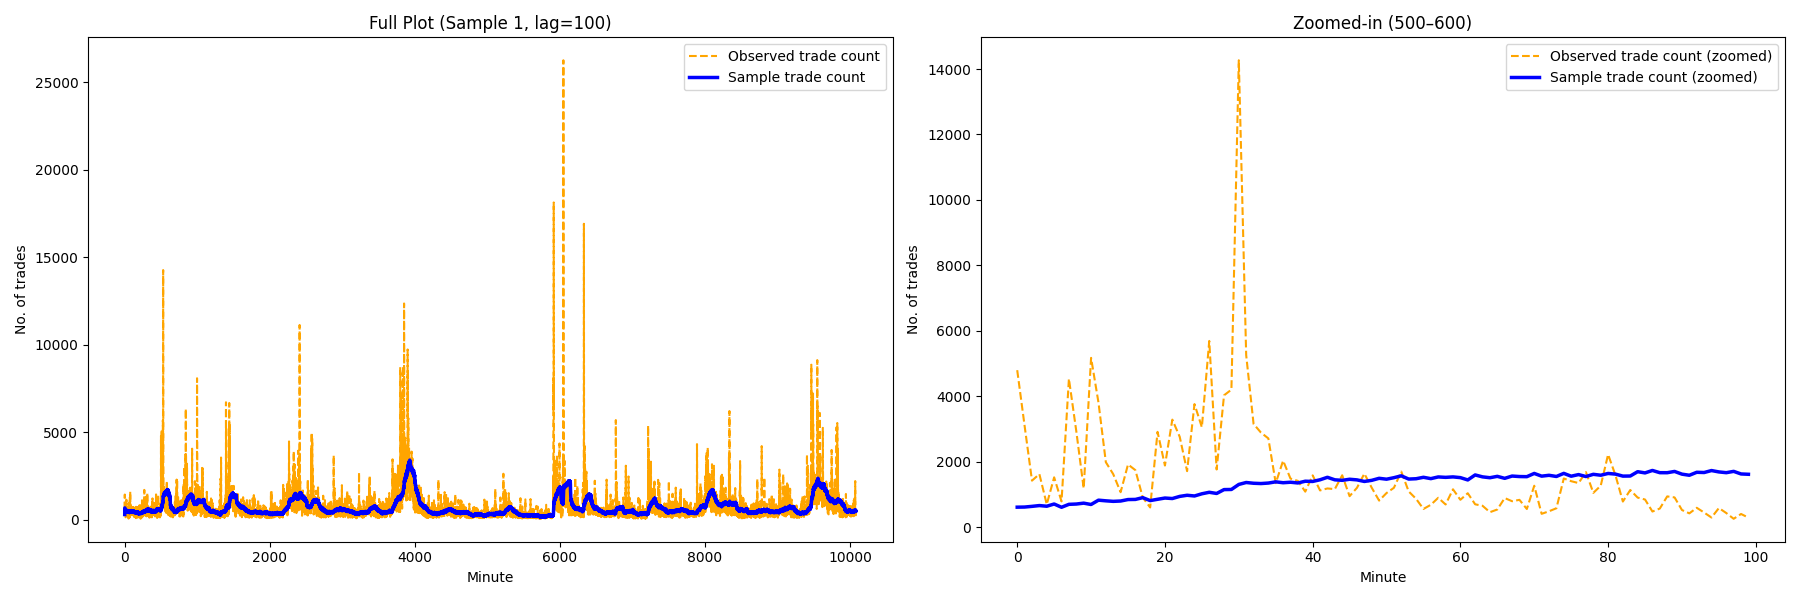 Full Plot (Sample 1, lag=100)
Observed trade count
Sample trade count
No. of trades
25000
20000
15000
10000
5000
0
0 2000 4000 6000 8000 10000
Minute
Zoomed-in (500–600)
Observed trade count (zoomed)
Sample trade count (zoomed)
No. of trades
14000
12000
10000
8000
6000
4000
2000
0
0 20 40 60 80 100
Minute